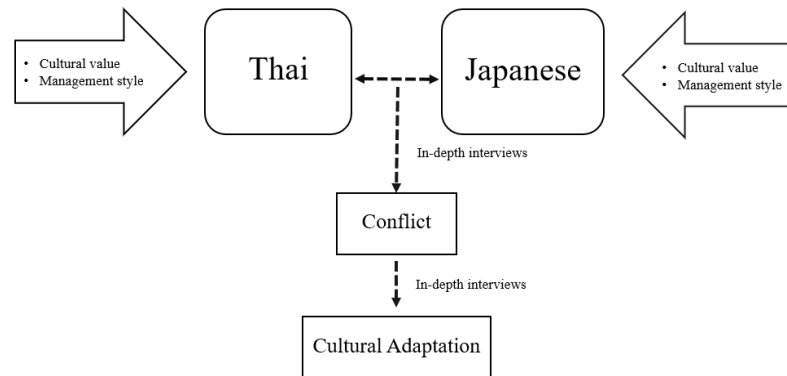 • Cultural value
• Management style
Thai
Japanese
• Cultural value
• Management style
In-depth interviews
Conflict
In-depth interviews
Cultural Adaptation